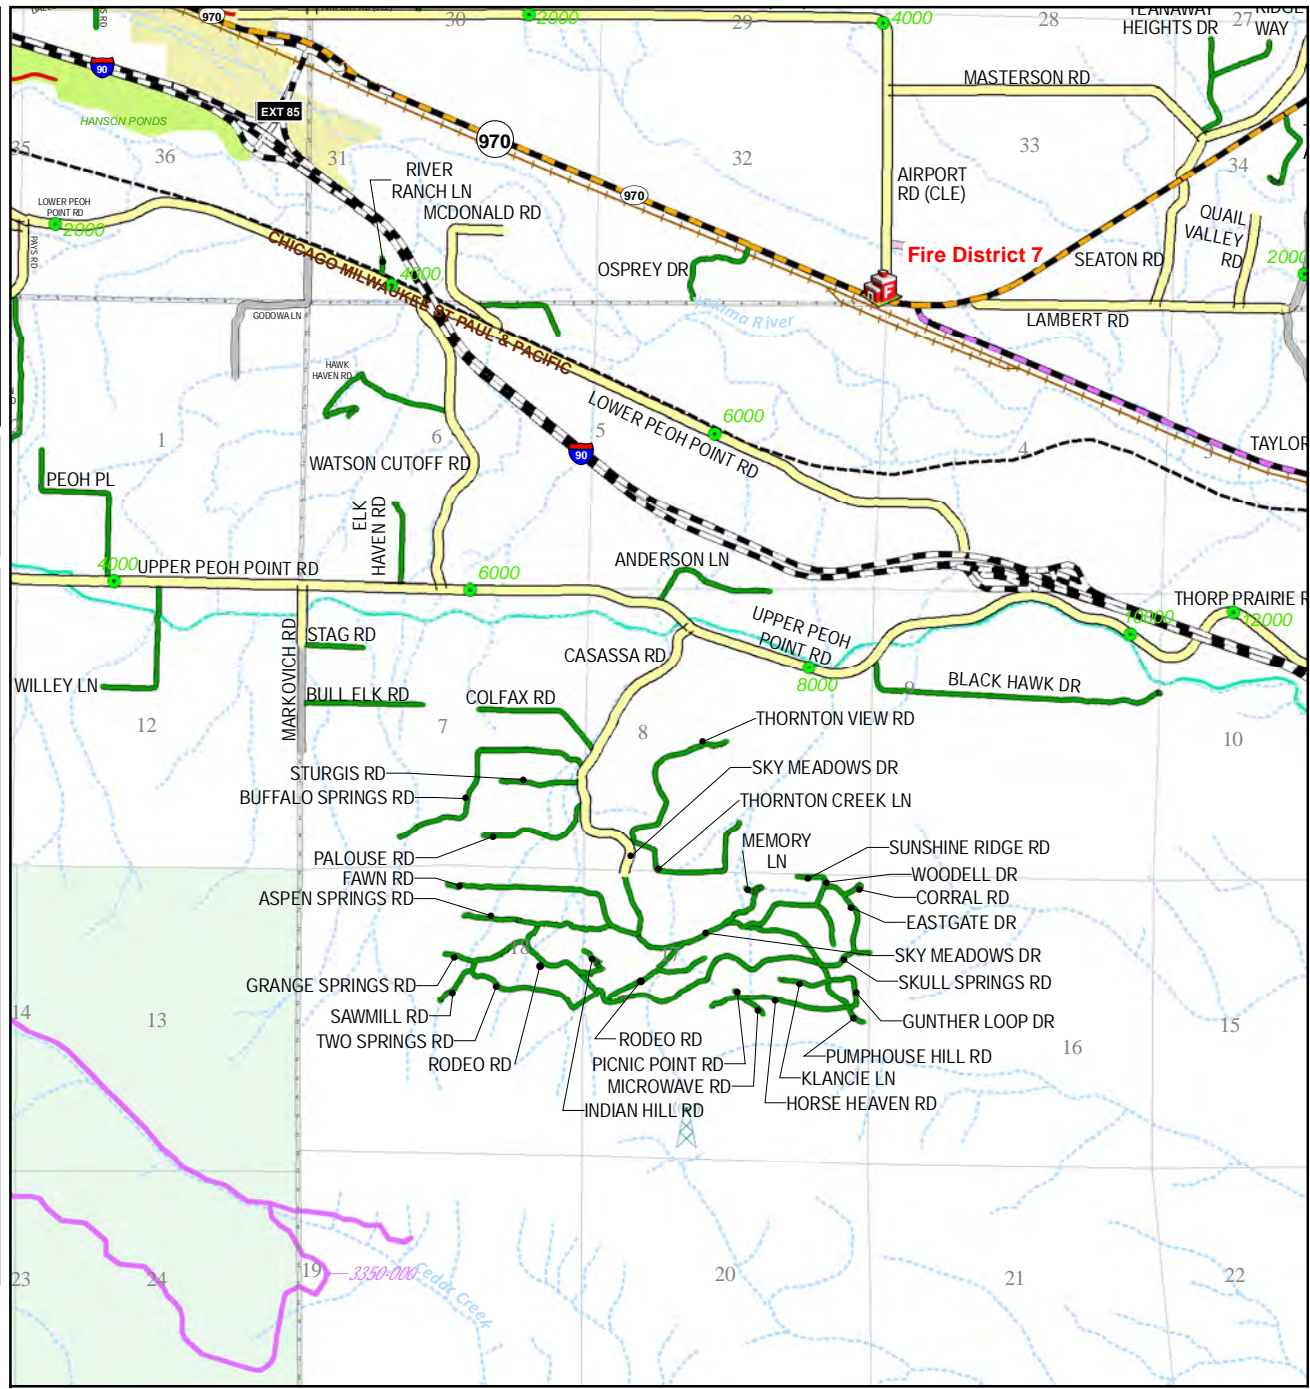 970
30
2000
29
4000
28
27
TEANAWAY
HEIGHTS DR
RIDGE
WAY
90
MASTERSON RD
EXT 85
HANSON PONDS
970
35
36
31
32
33
34
RIVER
RANCH LN
AIRPORT
RD (CLE)
970
LOWER PEOH
POINT RD
2000
MCDONALD RD
QUAIL
VALLEY
RD
PAYS RD
CHICAGO MILWAUKEE ST PAUL & PACIFIC
4000
OSPREY DR
Fire District 7
SEATON RD
2000
Yakima River
GODOWA LN
LAMBERT RD
HAWK
HAVEN RD
LOWER PEOH POINT RD
6000
1
6
5
4
3
TAYLOR
90
WATSON CUTOFF RD
PEOH PL
ELK
HAVEN RD
4000
UPPER PEOH POINT RD
6000
ANDERSON LN
THORP PRAIRIE R
10000
12000
STAG RD
MARKOVICH RD
UPPER PEOH
POINT RD
CASASSA RD
8000
9
BLACK HAWK DR
WILLEY LN
BULL ELK RD
COLFAX RD
12
7
8
10
THORNTON VIEW RD
STURGIS RD
SKY MEADOWS DR
BUFFALO SPRINGS RD
THORNTON CREEK LN
MEMORY
LN
SUNSHINE RIDGE RD
PALOUSE RD
FAWN RD
WOODELL DR
ASPEN SPRINGS RD
CORRAL RD
EASTGATE DR
18
17
SKY MEADOWS DR
GRANGE SPRINGS RD
SKULL SPRINGS RD
14
13
SAWMILL RD
GUNTHER LOOP DR
15
TWO SPRINGS RD
RODEO RD
16
RODEO RD
PICNIC POINT RD
PUMPHOUSE HILL RD
MICROWAVE RD
KLANCIE LN
INDIAN HILL RD
HORSE HEAVEN RD
23
24
19
3350-000
Cedar Creek
20
21
22